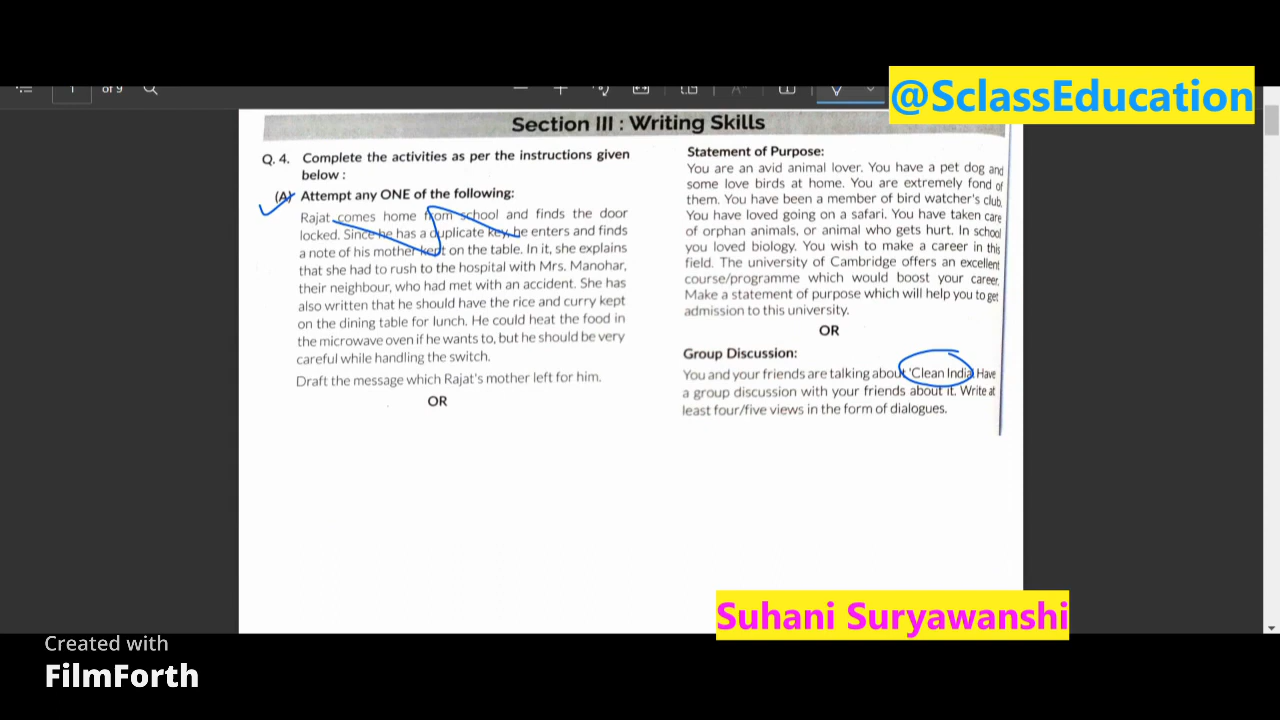 1 of 9
@SclassEducation
Section III : Writing Skills
Q. 4. Complete the activities as per the instructions given
below :
(A) Attempt any ONE of the following:
Rajat comes home from school and finds the door
locked. Since he has a duplicate key, he enters and finds
a note of his mother kept on the table. In it, she explains
that she had to rush to the hospital with Mrs. Manohar,
their neighbour, who had met with an accident. She has
also written that he should have the rice and curry kept
on the dining table for lunch. He could heat the food in
the microwave oven if he wants to, but he should be very
careful while handling the switch.
Draft the message which Rajat's mother left for him.
OR
Statement of Purpose:
You are an avid animal lover. You have a pet dog and
some love birds at home. You are extremely fond of
them. You have been a member of bird watcher's club.
You have loved going on a safari. You have taken care
of orphan animals, or animal who gets hurt. In school
you loved biology. You wish to make a career in this
field. The university of Cambridge offers an excellent
course/programme which would boost your career.
Make a statement of purpose which will help you to get
admission to this university.
OR
Group Discussion:
You and your friends are talking about 'Clean India' Have
a group discussion with your friends about it. Write at
least four/five views in the form of dialogues.
Suhani Suryawanshi
Created with
FilmForth